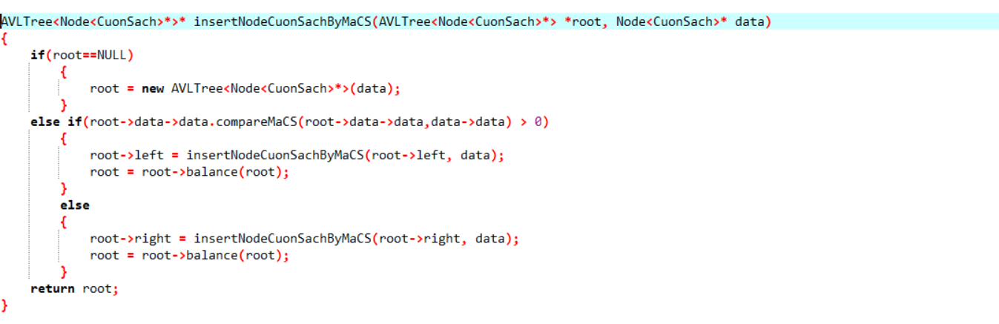 AVLTree<Node<CuonSach>*>* insertNodeCuonSachByMaCS(AVLTree<Node<CuonSach>*> *root, Node<CuonSach>* data)
{
    if(root==NULL)
        {
            root = new AVLTree<Node<CuonSach>*>(data);
        }
    else if(root->data->data.compareMaCS(root->data->data,data->data) > 0)
        {
            root->left = insertNodeCuonSachByMaCS(root->left, data);
            root = root->balance(root);
        }
        else
        {
            root->right = insertNodeCuonSachByMaCS(root->right, data);
            root = root->balance(root);
        }
    return root;
}